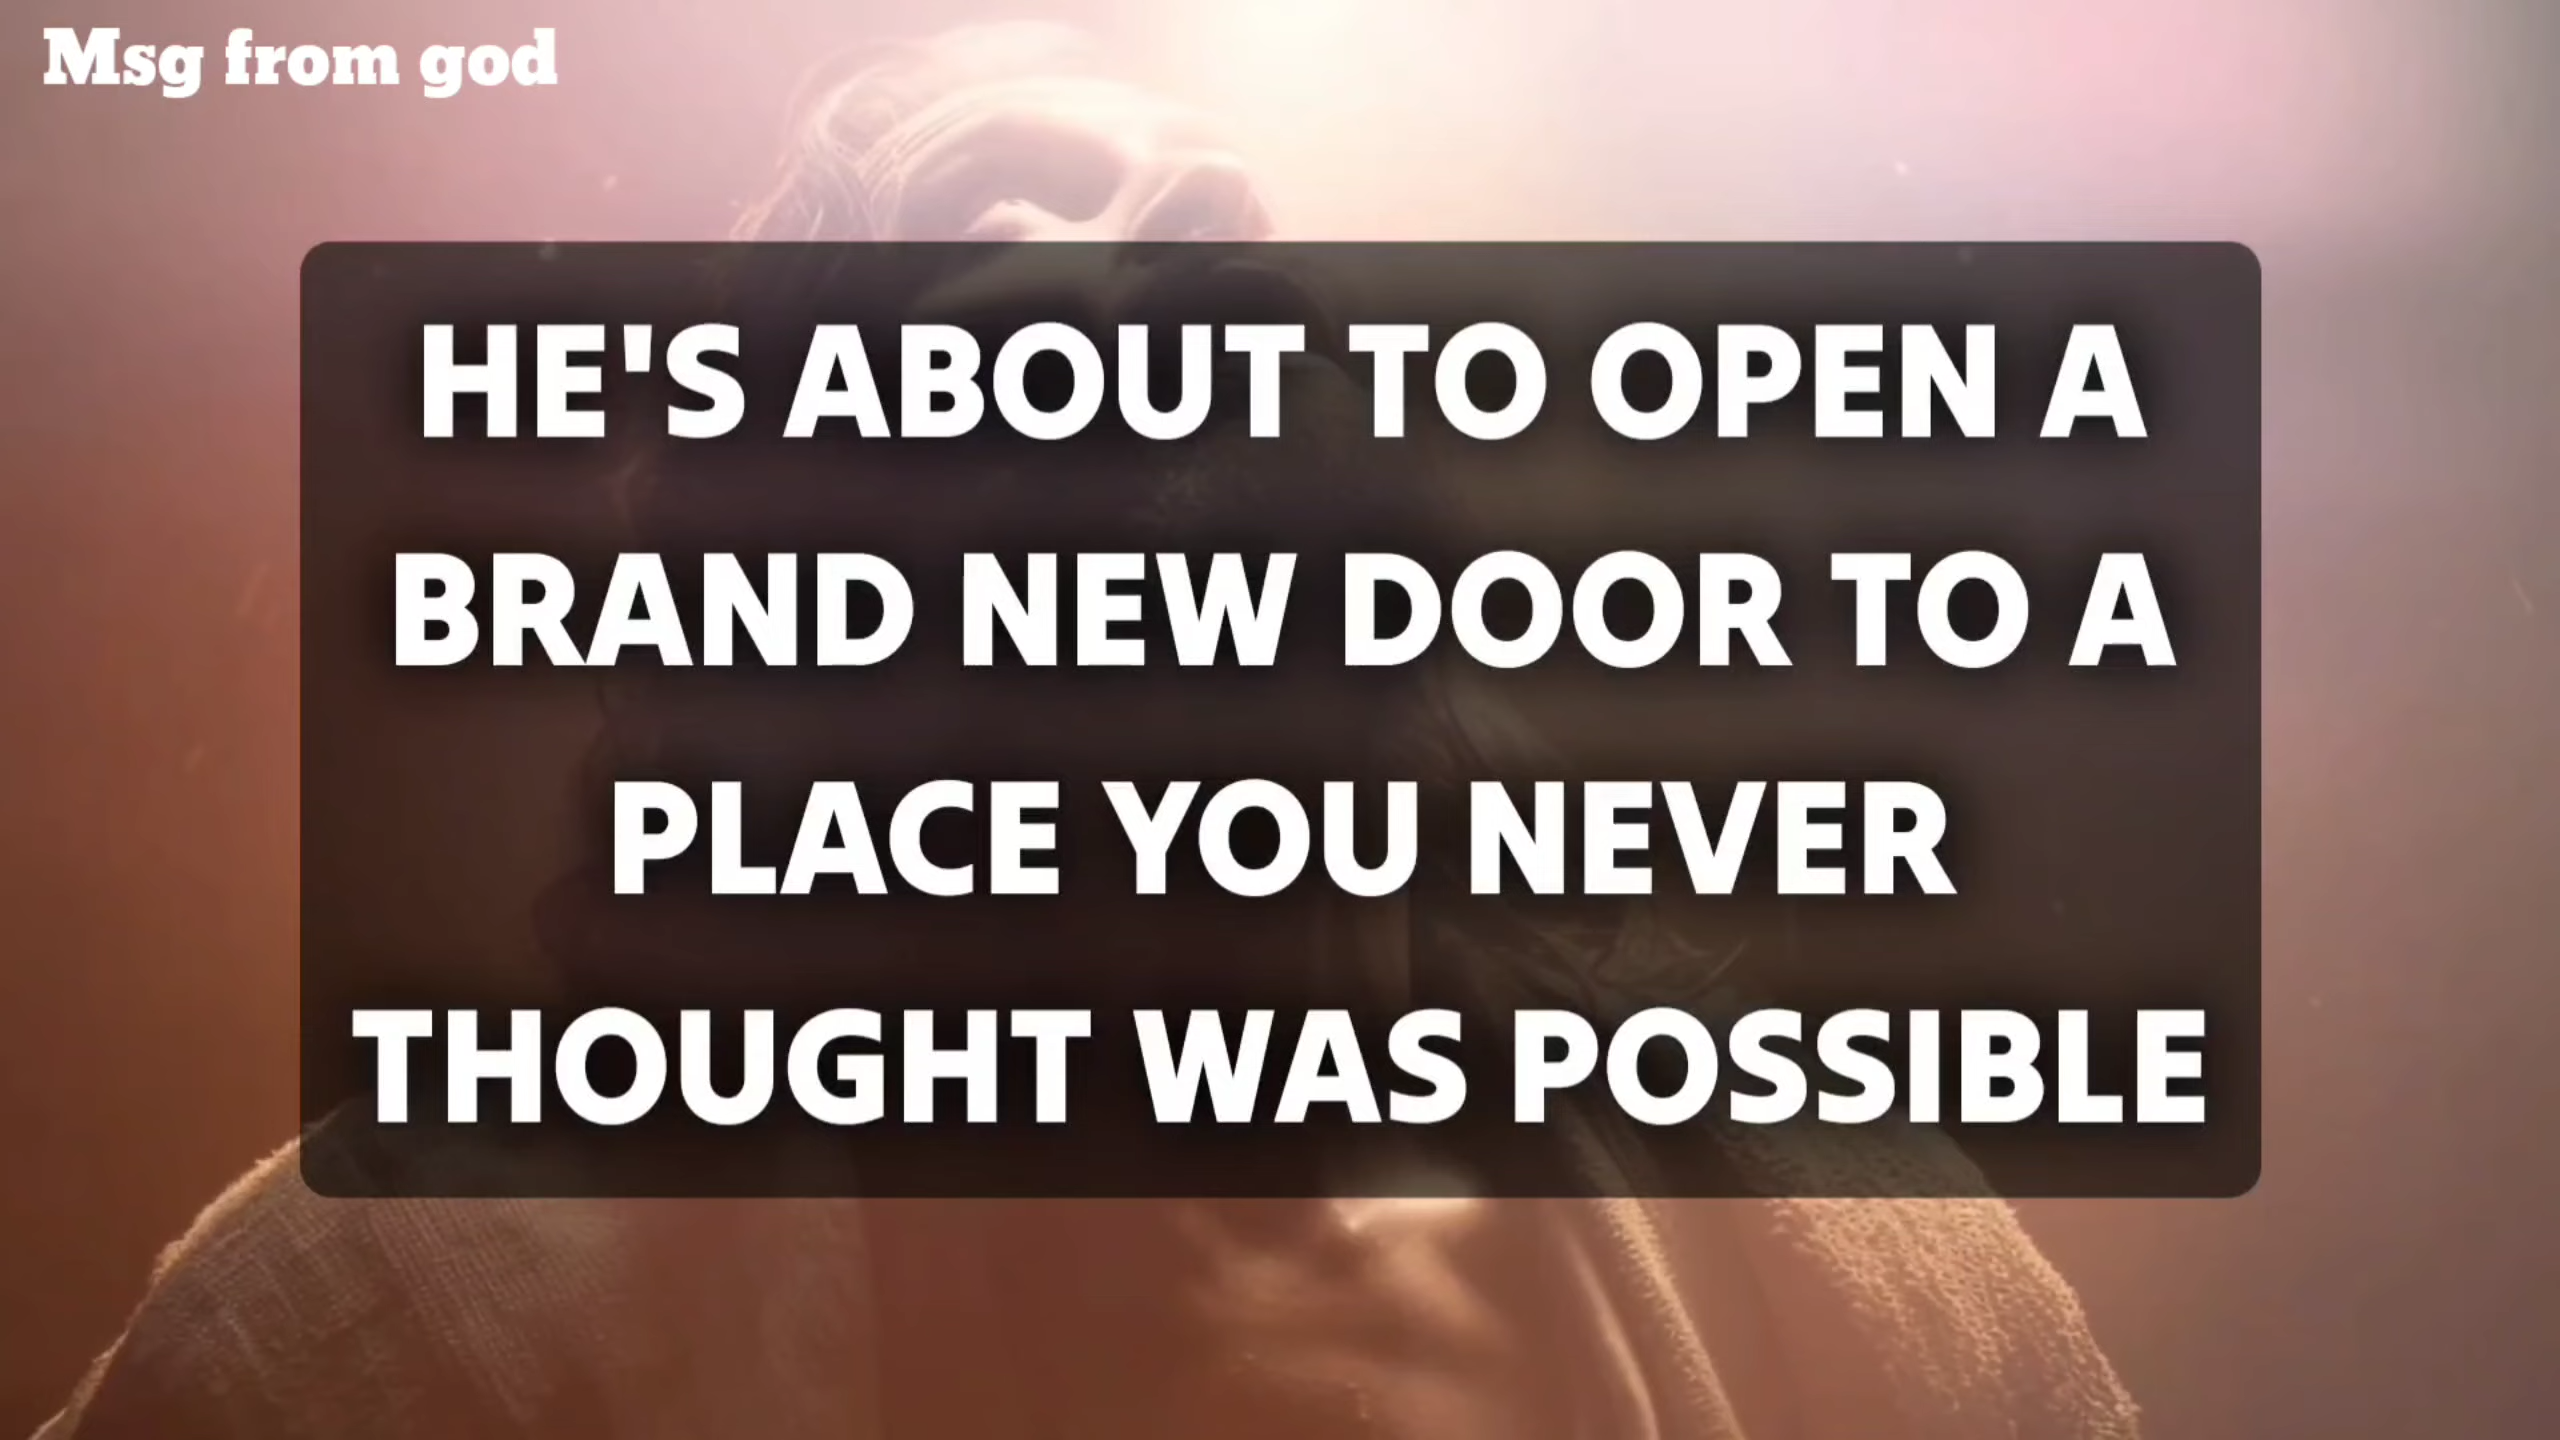 Msg from god
HE'S ABOUT TO OPEN A
BRAND NEW DOOR TO A
PLACE YOU NEVER
THOUGHT WAS POSSIBLE